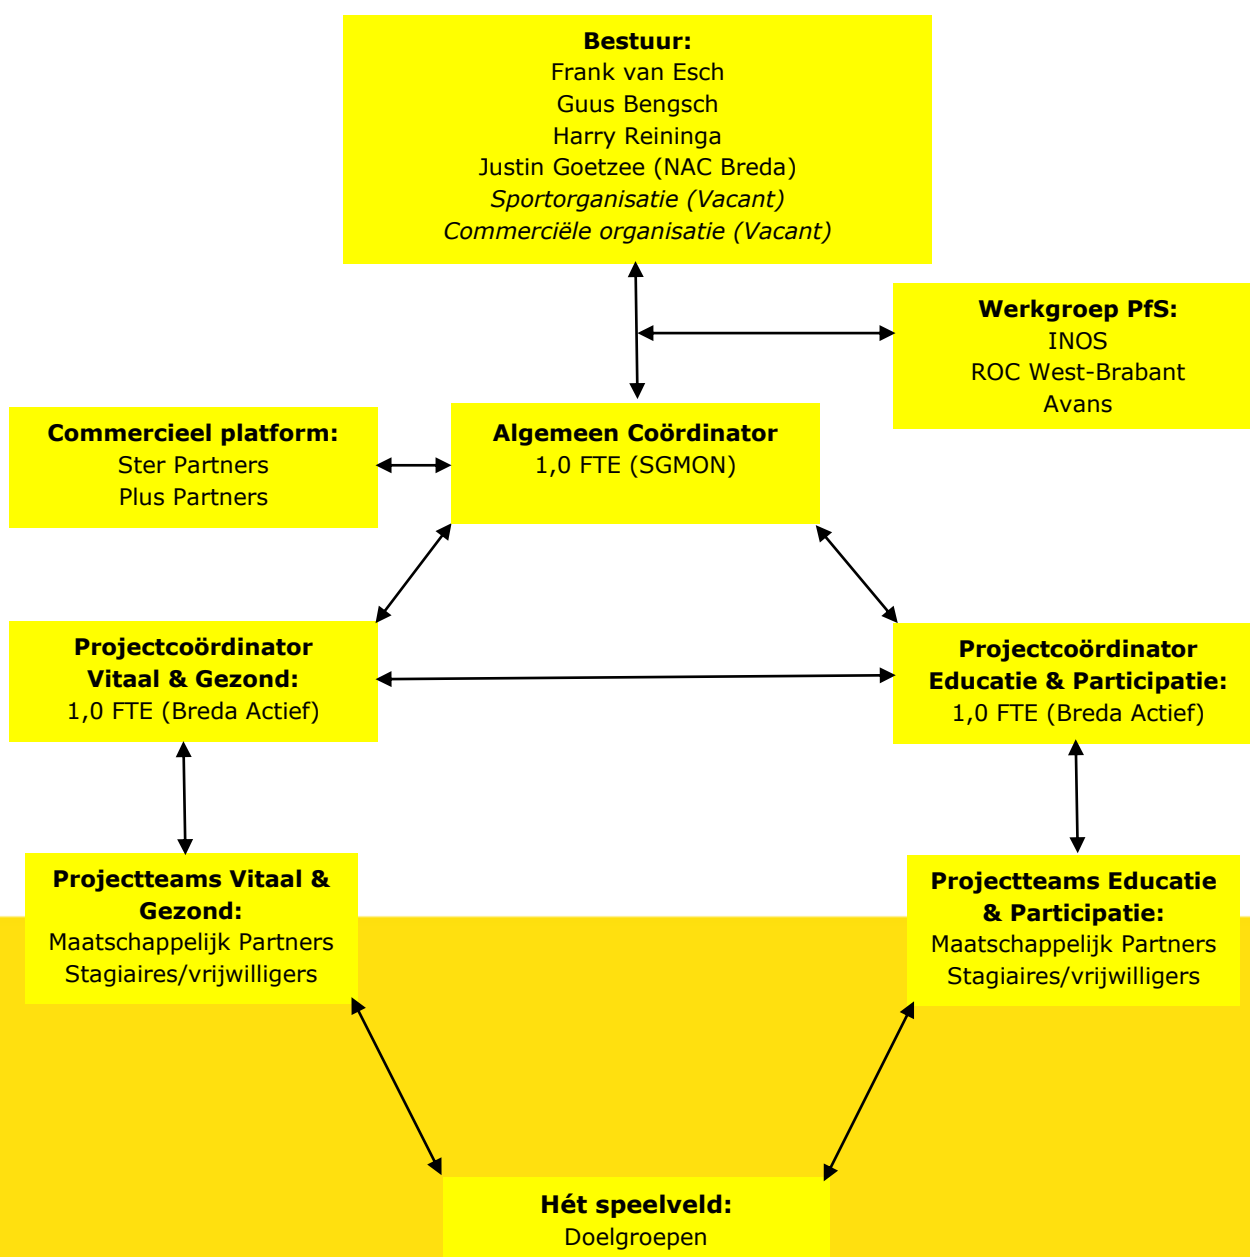 Bestuur:
Frank van Esch
Guus Bengsch
Harry Reininga
Justin Goetzee (NAC Breda)
Sportorganisatie (Vacant)
Commerciële organisatie (Vacant)
Werkgroep PfS:
INOS
ROC West-Brabant
Avans
Commercieel platform:
Ster Partners
Plus Partners
Algemeen Coördinator
1,0 FTE (SGMON)
Projectcoördinator
Vitaal & Gezond:
1,0 FTE (Breda Actief)
Projectcoördinator
Educatie & Participatie:
1,0 FTE (Breda Actief)
Projectteams Vitaal &
Gezond:
Maatschappelijk Partners
Stagiaires/vrijwilligers
Projectteams Educatie
& Participatie:
Maatschappelijk Partners
Stagiaires/vrijwilligers
Hét speelveld:
Doelgroepen